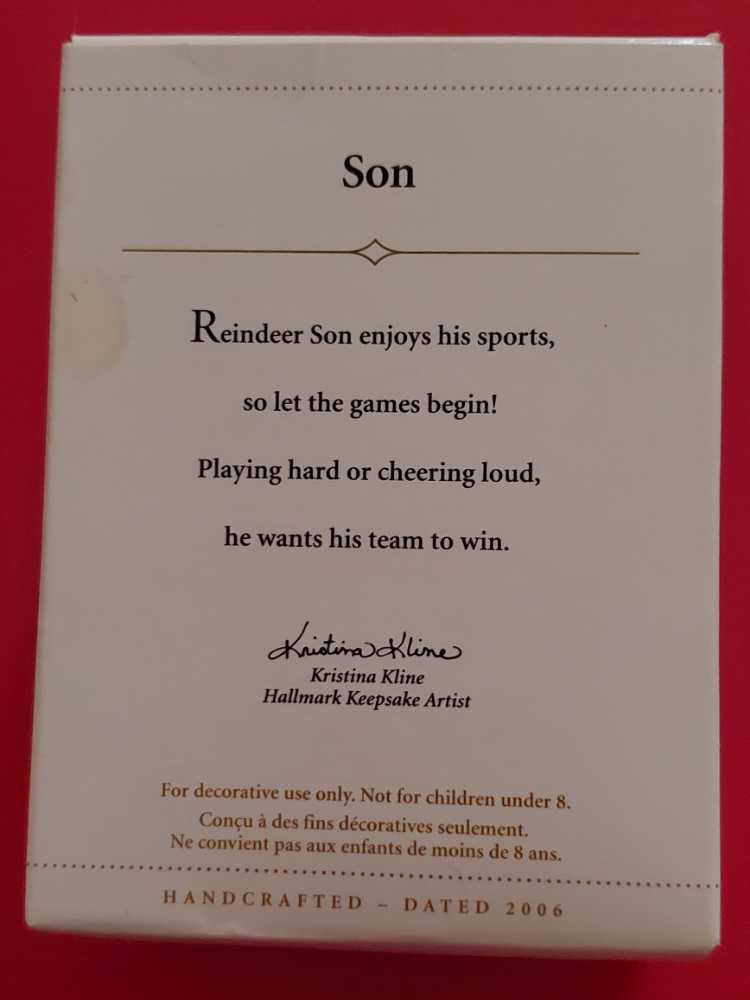 Son
Reindeer Son enjoys his sports,
so let the games begin!
Playing hard or cheering loud,
he wants his team to win.
Kristina Kline
Kristina Kline
Hallmark Keepsake Artist
For decorative use only. Not for children under 8.
Conçu à des fins décoratives seulement.
Ne convient pas aux enfants de moins de 8 ans.
HANDCRAFTED – DATED 2006